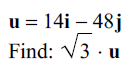 u = 14i – 48j
Find: √3 · u